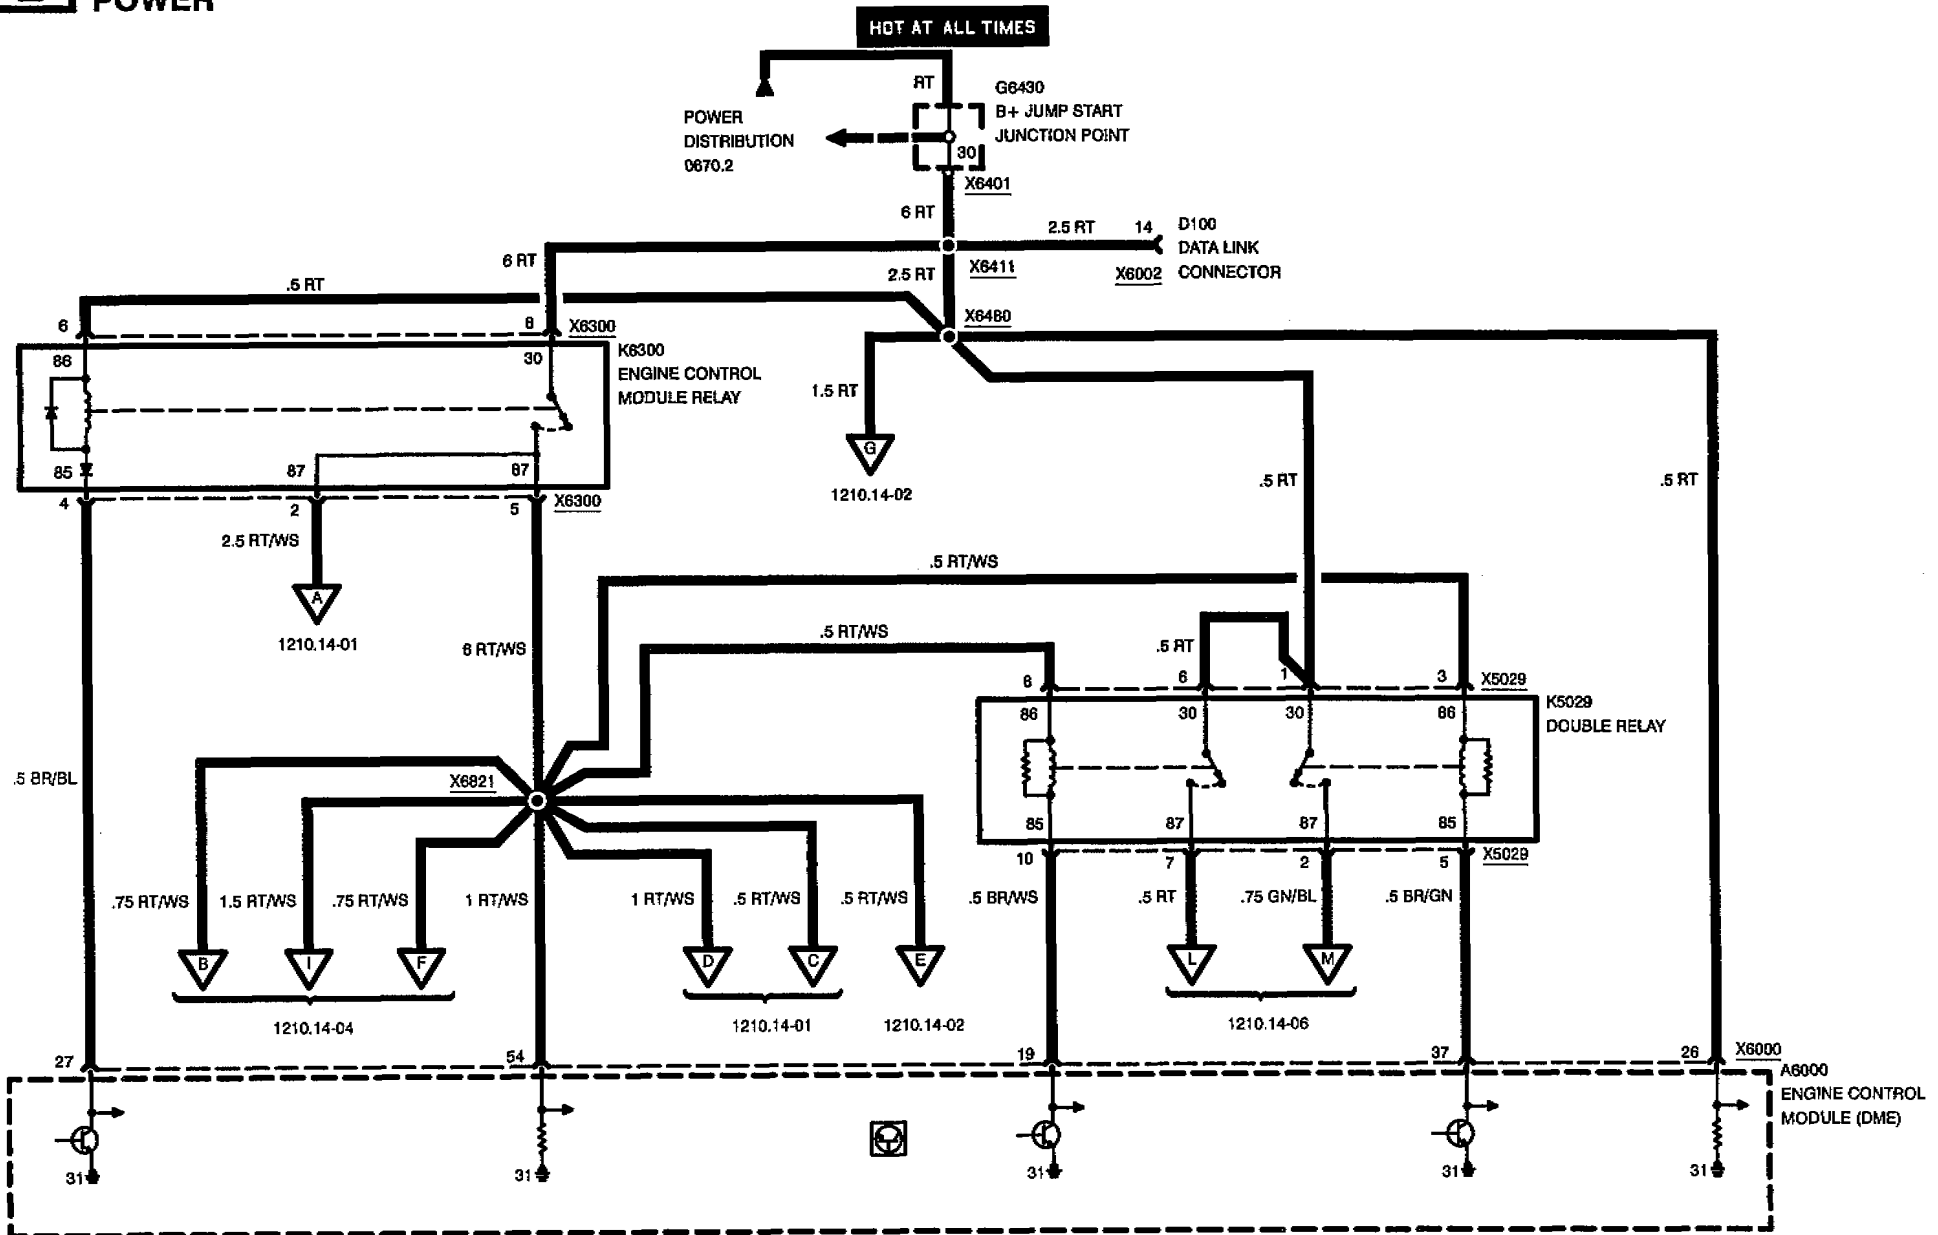 POWER
HOT AT ALL TIMES
RT
G6430
B+ JUMP START
JUNCTION POINT
POWER
DISTRIBUTION
0670.2
30
X6401
6 RT
2.5 RT
14
D100
DATA LINK
CONNECTOR
X6002
6 RT
2.5 RT
X6411
.5 RT
X6480
6
8
X6300
86
30
K6300
ENGINE CONTROL
MODULE RELAY
1.5 RT
G
1210.14-02
85
87
87
4
2
5
X6300
.5 RT
.5 RT
2.5 RT/WS
A
1210.14-01
.5 RT/WS
6 RT/WS
.5 RT/WS
.5 RT
6
6
1
3
X5029
86
30
30
86
K5029
DOUBLE RELAY
.5 BR/BL
X6821
85
87
87
85
10
7
2
5
X5029
.75 RT/WS
1.5 RT/WS
.75 RT/WS
1 RT/WS
1 RT/WS
.5 RT/WS
.5 RT/WS
.5 BR/WS
.5 RT
.75 GN/BL
.5 BR/GN
B
I
F
D
C
E
L
M
1210.14-04
1210.14-01
1210.14-02
1210.14-06
27
54
19
37
26
X6000
A6000
ENGINE CONTROL
MODULE (DME)
31
31
31
31
31